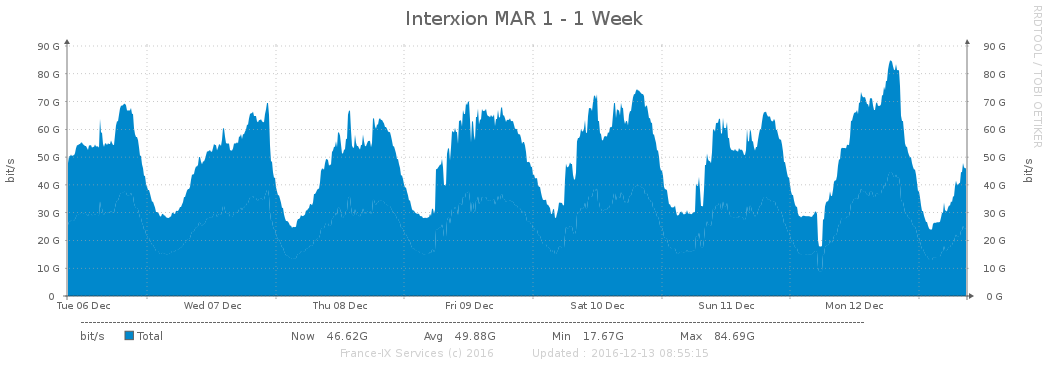 Interxion MAR 1 - 1 Week
RRDTOOL / TOBI OETIKER
bit/s
90 G
80 G
70 G
60 G
50 G
40 G
30 G
20 G
10 G
0
90 G
80 G
70 G
60 G
50 G
40 G
30 G
20 G
10 G
0 G
bit/s
Tue 06 Dec Wed 07 Dec Thu 08 Dec Fri 09 Dec Sat 10 Dec Sun 11 Dec Mon 12 Dec
bit/s Total Now 46.62G Avg 49.88G Min 17.67G Max 84.69G
France-IX Services (c) 2016 Updated : 2016-12-13 08:55:15